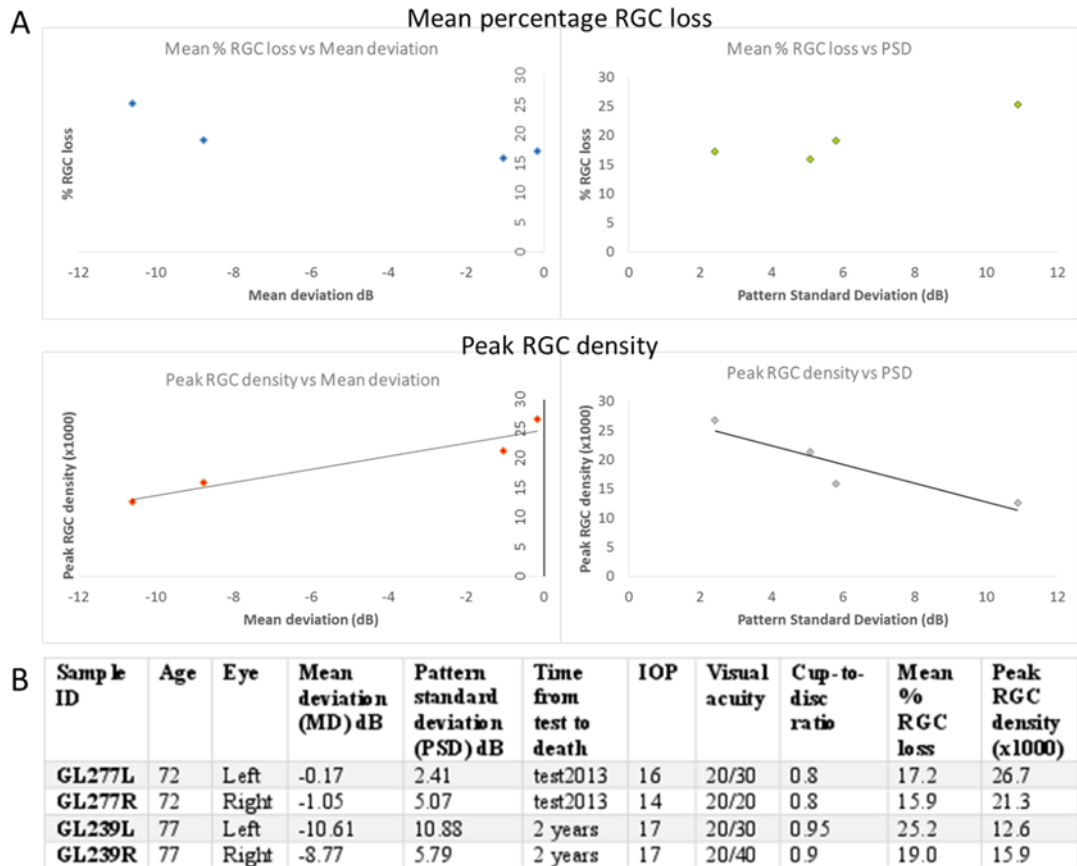 A
Mean percentage RGC loss
Mean % RGC loss vs Mean deviation
% RGC loss
30
25
20
15
10
5
0
-12 -10 -8 -6 -4 -2 0
Mean deviation dB
Mean % RGC loss vs PSD
% RGC loss
30
25
20
15
10
5
0
0 2 4 6 8 10 12
Pattern Standard Deviation (dB)
Peak RGC density
Peak RGC density vs Mean deviation
Peak RGC density (x1000)
30
25
20
15
10
5
0
-12 -10 -8 -6 -4 -2 0
Mean deviation (dB)
Peak RGC density vs PSD
Peak RGC density (x1000)
30
25
20
15
10
5
0
0 2 4 6 8 10 12
Pattern Standard Deviation (dB)
B
Sample ID Age Eye Mean deviation (MD) dB Pattern standard deviation (PSD) dB Time from test to death IOP Visual acuity Cup-to-disc ratio Mean % RGC loss Peak RGC density (x1000)
GL277L 72 Left -0.17 2.41 test2013 16 20/30 0.8 17.2 26.7
GL277R 72 Right -1.05 5.07 test2013 14 20/20 0.8 15.9 21.3
GL239L 77 Left -10.61 10.88 2 years 17 20/30 0.95 25.2 12.6
GL239R 77 Right -8.77 5.79 2 years 17 20/40 0.9 19.0 15.9